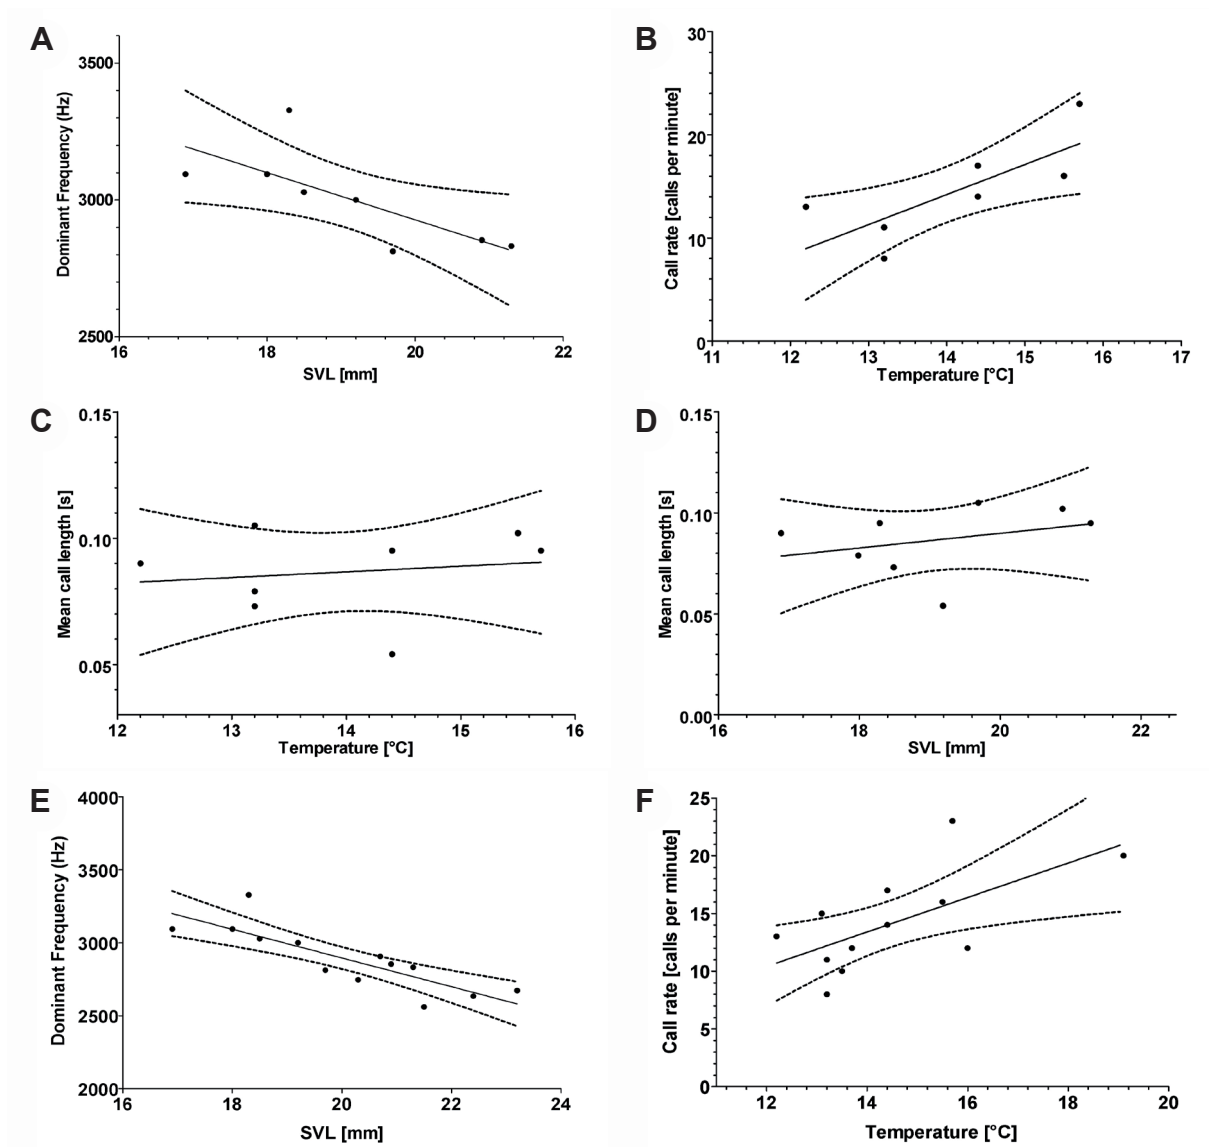 A
Dominant Frequency (Hz)
3500
3000
2500
16 18 20 22
SVL [mm]
B
Call rate [calls per minute]
30
20
10
0
11 12 13 14 15 16 17
Temperature [°C]
C
Mean call length [s]
0.15
0.10
0.05
12 13 14 15 16
Temperature [°C]
D
Mean call length [s]
0.15
0.10
0.05
0.00
16 18 20 22
SVL [mm]
E
Dominant Frequency (Hz)
4000
3500
3000
2500
2000
16 18 20 22 24
SVL [mm]
F
Call rate [calls per minute]
25
20
15
10
5
0
12 14 16 18 20
Temperature [°C]